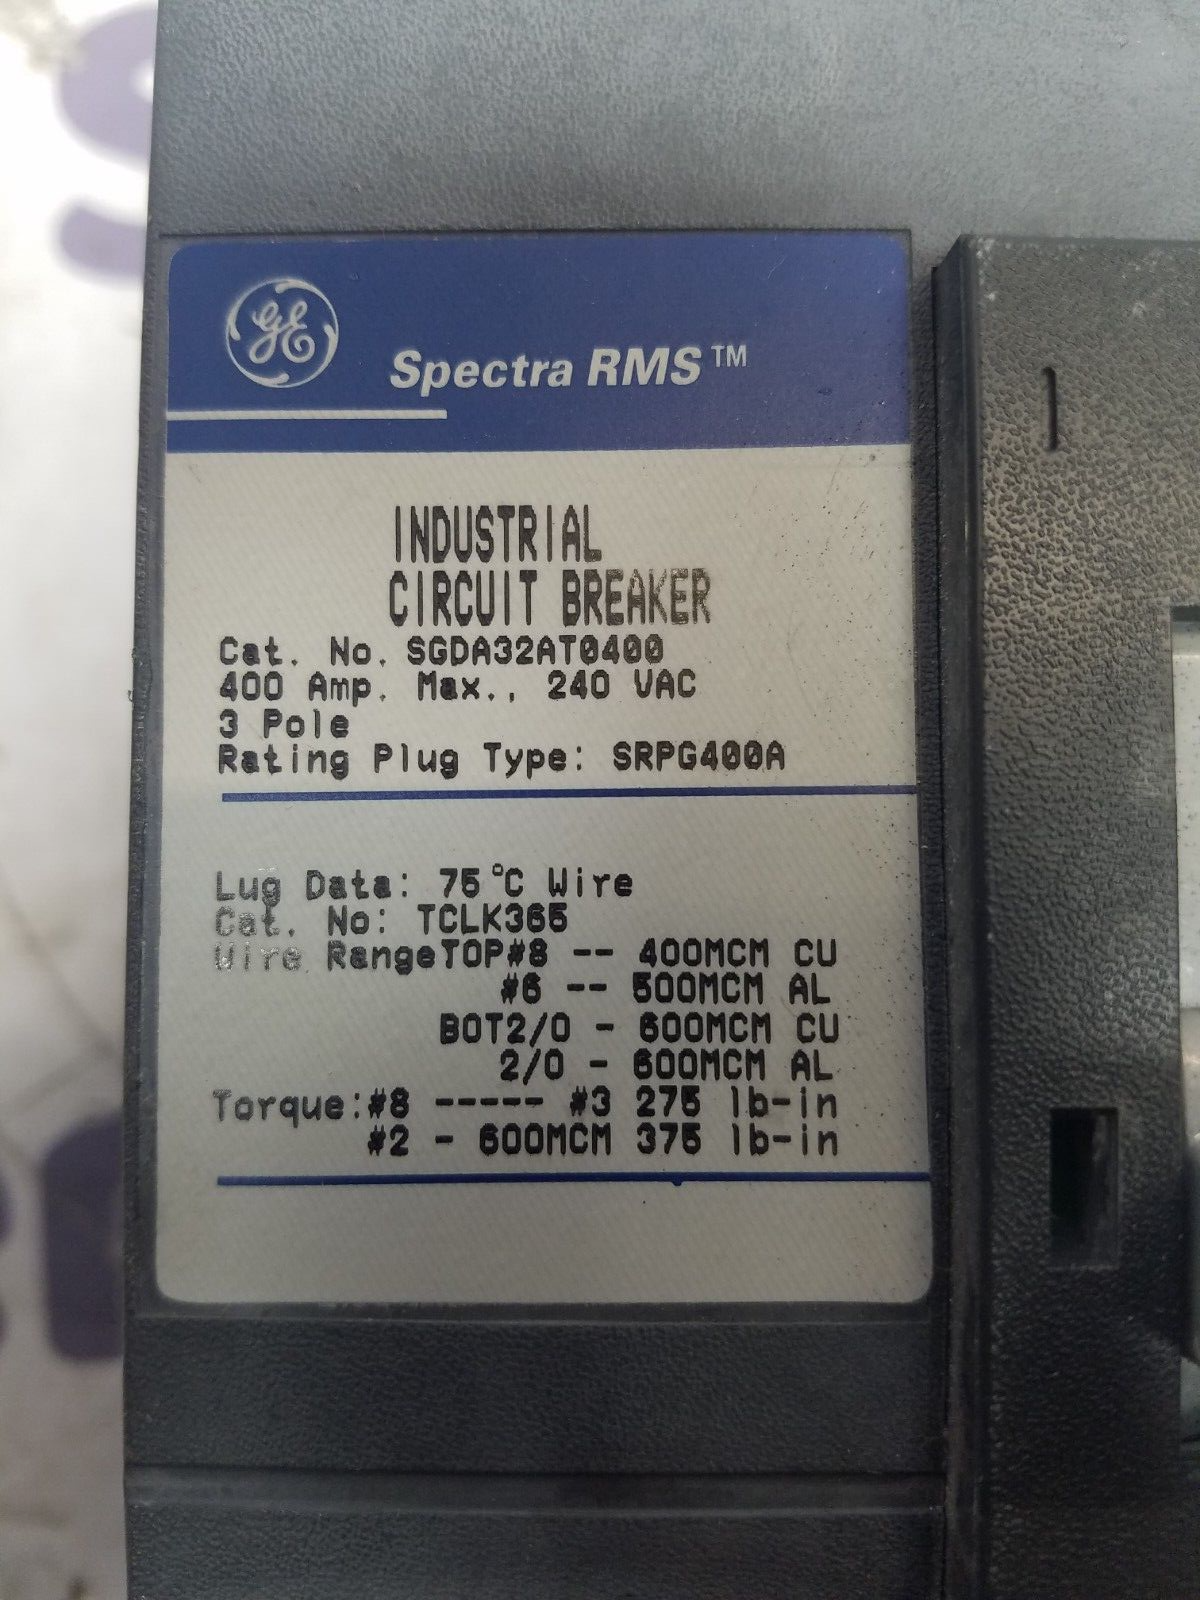 GE
Spectra RMS™
INDUSTRIAL
CIRCUIT BREAKER
Cat. No. SGDA32AT0400
400 Amp. Max., 240 VAC
3 Pole
Rating Plug Type: SRPG400A
Lug Data: 75°C Wire
Cat. No: TCLK365
Wire RangeTOP#8 -- 400MCM CU
#6 -- 500MCM AL
BOT2/0 - 600MCM CU
2/0 - 600MCM AL
Torque:#8 ----- #3 275 lb-in
#2 - 600MCM 375 lb-in